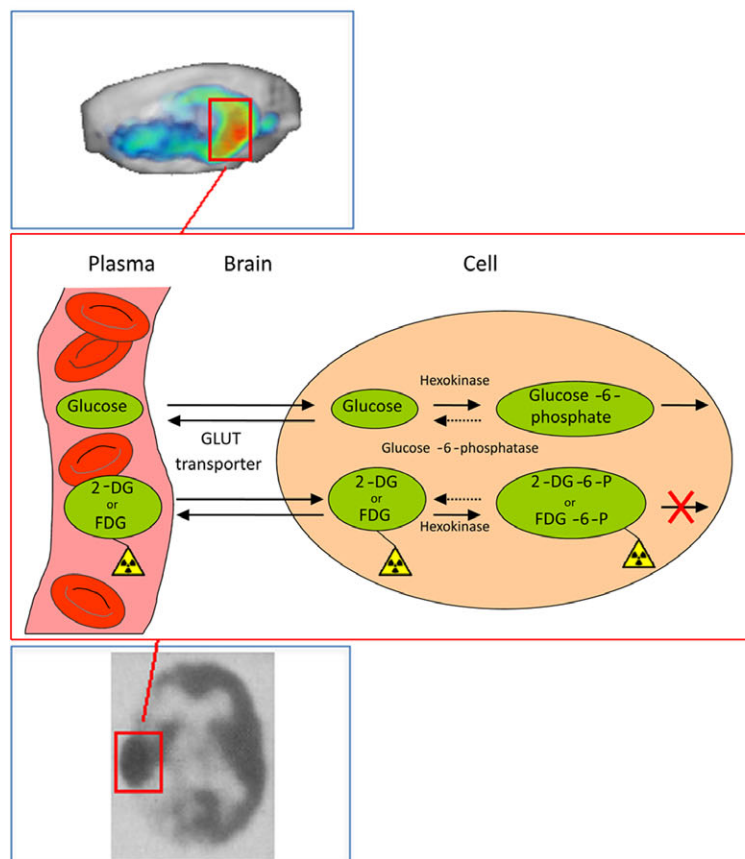 Plasma Brain Cell
Hexokinase
Glucose Glucose Glucose -6-
phosphate
GLUT
transporter
Glucose -6-phosphatase
2-DG
or
FDG
2-DG
or
FDG
2-DG -6-P
or
FDG -6-P
Hexokinase